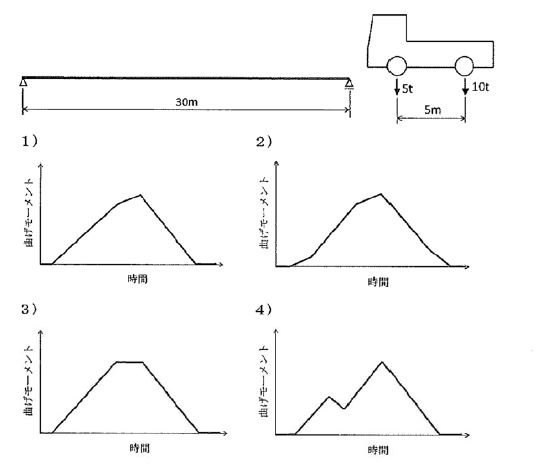 5t
10t
30m
5m
1)
2)
曲げモーメント
時間
曲げモーメント
時間
3)
4)
曲げモーメント
時間
曲げモーメント
時間